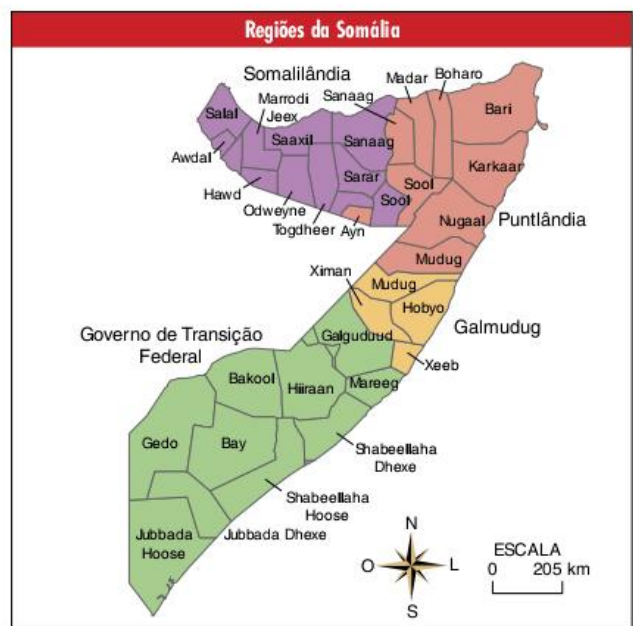 Regiões da Somália
Somalilândia
Madar
Boharo
Marrodi
Jeex
Sanaag
Salal
Bari
Saaxil
Sanaag
Awdal
Karkaar
Sarar
Sool
Hawd
Sool
Odweyne
Nugaal
Puntlândia
Togdheer
Ayn
Mudug
Ximan
Mudug
Hobyo
Governo de Transição
Federal
Galguduud
Galmudug
Xeeb
Bakool
Hiiraan
Mareeg
Gedo
Bay
Shabeellaha
Dhexe
Shabeellaha
Hoose
Jubbada
Hoose
Jubbada Dhexe
N
O
L
S
ESCALA
0 205 km